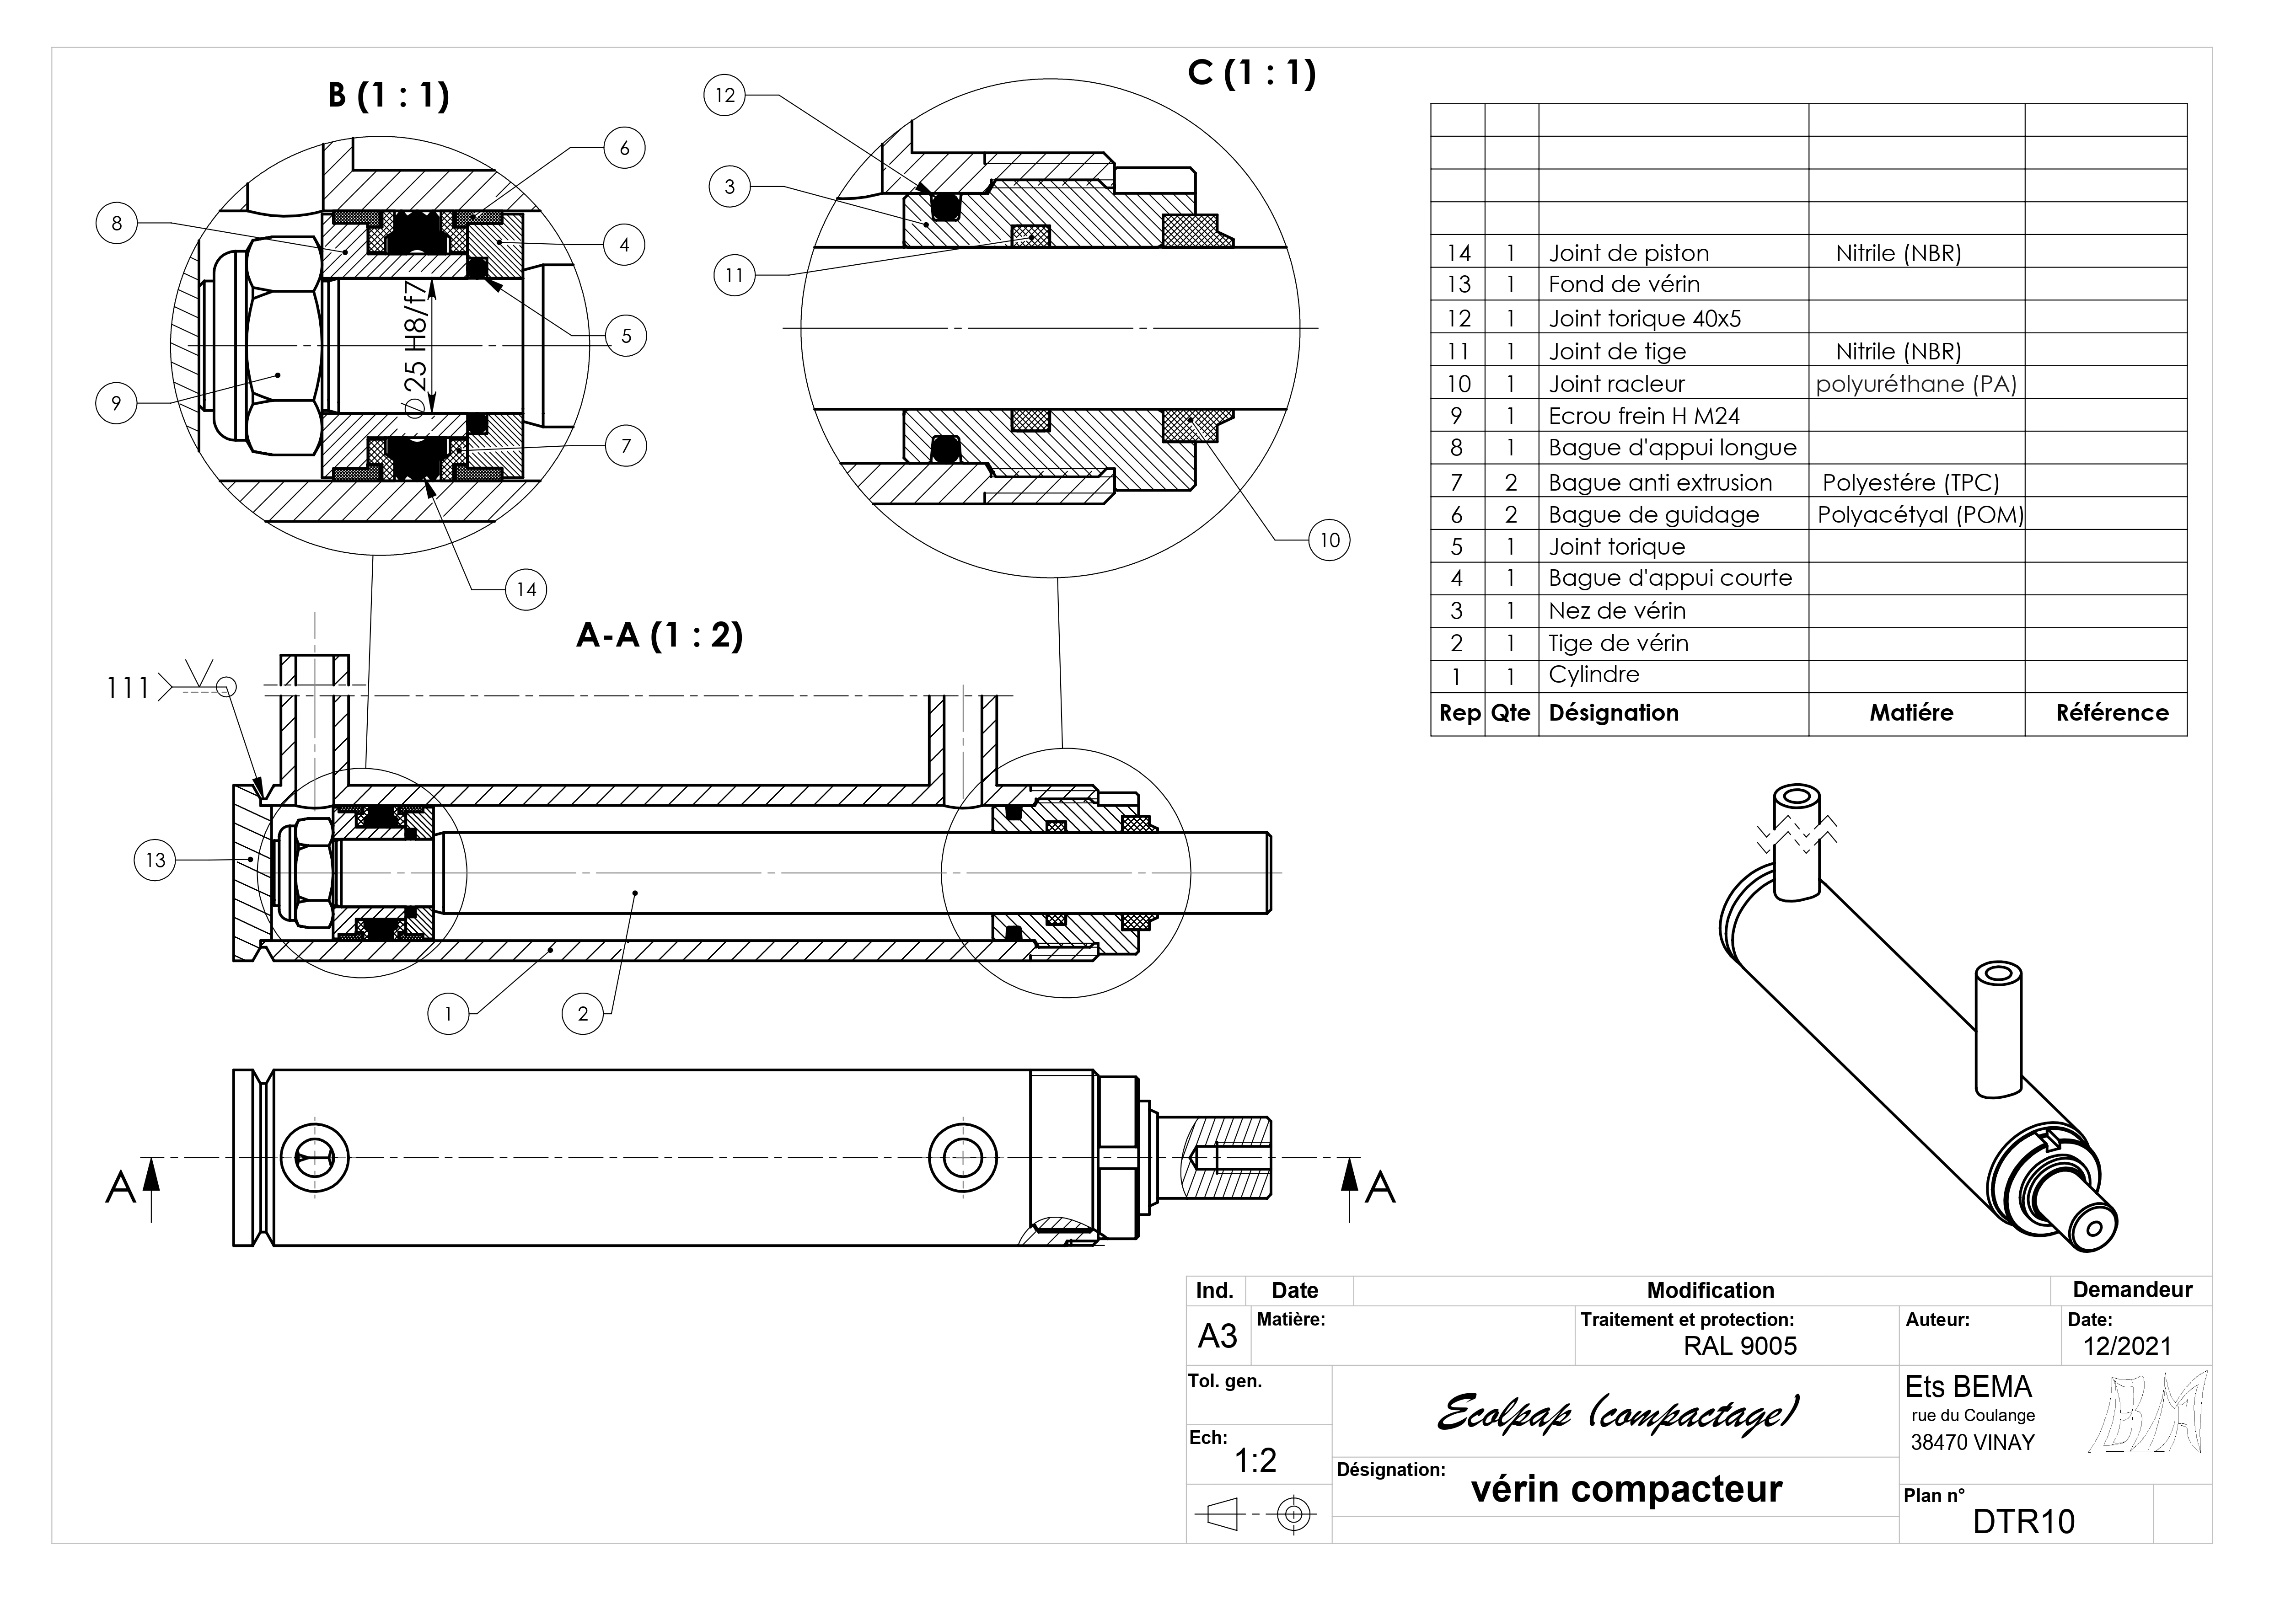 B (1 : 1)
C (1 : 1)
12
3
11
10
6
8
4
5
9
7
14
Ø 25 H8/f7
A-A (1 : 2)
111
13
1
2
A
A
14 1 Joint de piston Nitrile (NBR)
13 1 Fond de vérin
12 1 Joint torique 40x5
11 1 Joint de tige Nitrile (NBR)
10 1 Joint racleur polyuréthane (PA)
9 1 Ecrou frein H M24
8 1 Bague d'appui longue
7 2 Bague anti extrusion Polyestére (TPC)
6 2 Bague de guidage Polyacétyal (POM)
5 1 Joint torique
4 1 Bague d'appui courte
3 1 Nez de vérin
2 1 Tige de vérin
1 1 Cylindre
Rep Qte Désignation Matiére Référence
Ind. Date Modification Demandeur
A3 Matière: Traitement et protection: Auteur: Date:
RAL 9005 12/2021
Tol. gen.
Ecolpap (compactage)
Ets BEMA
rue du Coulange
38470 VINAY
BMA
Ech:
1:2
Désignation:
vérin compacteur
Plan n°
DTR10